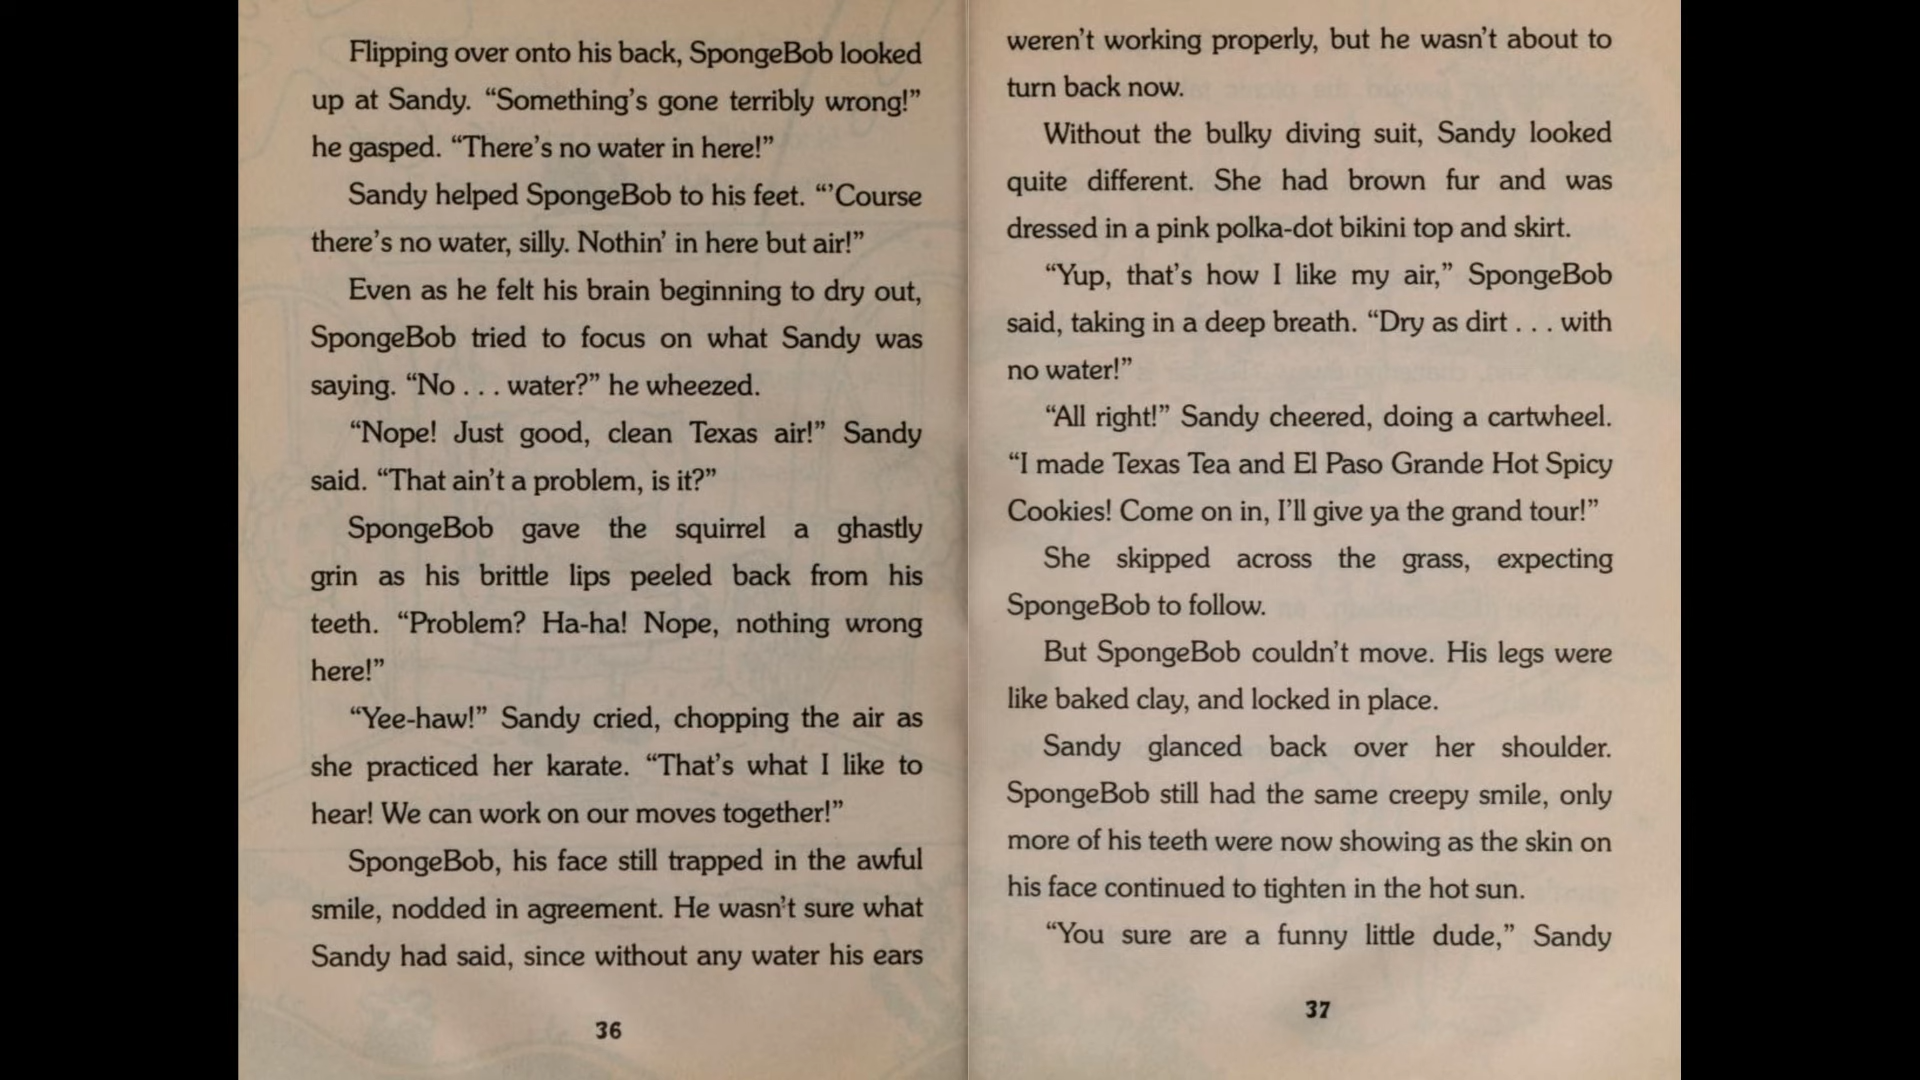 Flipping over onto his back, SpongeBob looked
up at Sandy. “Something’s gone terribly wrong!”
he gasped. “There’s no water in here!”
Sandy helped SpongeBob to his feet. “’Course
there’s no water, silly. Nothin’ in here but air!”
Even as he felt his brain beginning to dry out,
SpongeBob tried to focus on what Sandy was
saying. “No . . . water?” he wheezed.
“Nope! Just good, clean Texas air!” Sandy
said. “That ain’t a problem, is it?”
SpongeBob gave the squirrel a ghastly
grin as his brittle lips peeled back from his
teeth. “Problem? Ha-ha! Nope, nothing wrong
here!”
“Yee-haw!” Sandy cried, chopping the air as
she practiced her karate. “That’s what I like to
hear! We can work on our moves together!”
SpongeBob, his face still trapped in the awful
smile, nodded in agreement. He wasn’t sure what
Sandy had said, since without any water his ears
36
weren’t working properly, but he wasn’t about to
turn back now.
Without the bulky diving suit, Sandy looked
quite different. She had brown fur and was
dressed in a pink polka-dot bikini top and skirt.
“Yup, that’s how I like my air,” SpongeBob
said, taking in a deep breath. “Dry as dirt . . . with
no water!”
“All right!” Sandy cheered, doing a cartwheel.
“I made Texas Tea and El Paso Grande Hot Spicy
Cookies! Come on in, I’ll give ya the grand tour!”
She skipped across the grass, expecting
SpongeBob to follow.
But SpongeBob couldn’t move. His legs were
like baked clay, and locked in place.
Sandy glanced back over her shoulder.
SpongeBob still had the same creepy smile, only
more of his teeth were now showing as the skin on
his face continued to tighten in the hot sun.
“You sure are a funny little dude,” Sandy
37